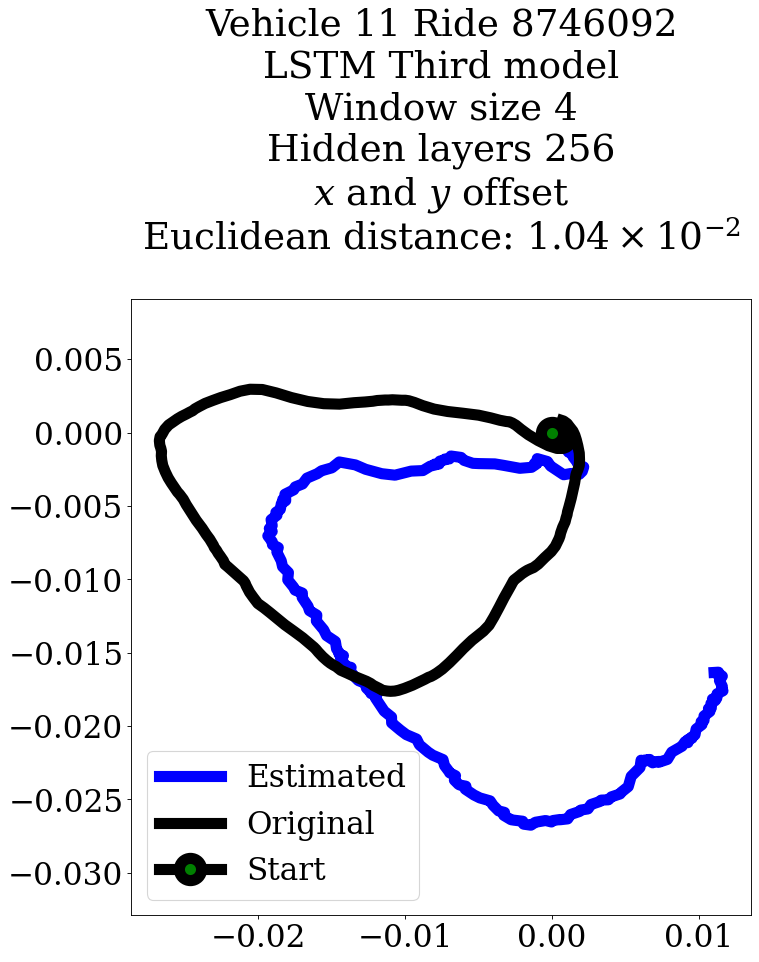 Vehicle 11 Ride 8746092
LSTM Third model
Window size 4
Hidden layers 256
x and y offset
Euclidean distance: 1.04 × 10⁻²
0.005
0.000
−0.005
−0.010
−0.015
−0.020
−0.025
−0.030
Estimated
Original
Start
−0.02
−0.01
0.00
0.01